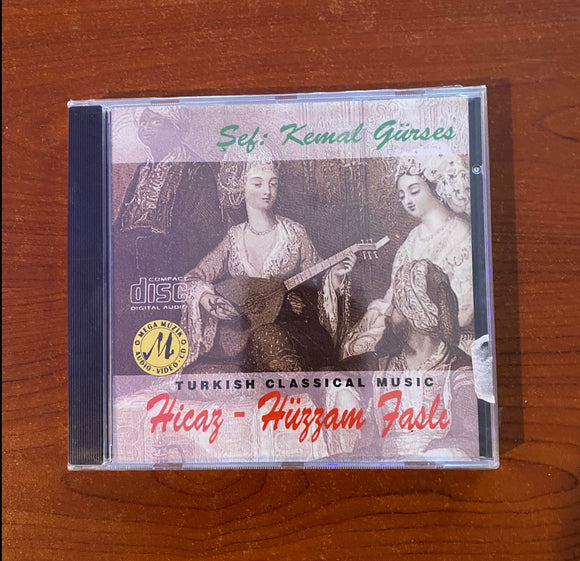 Şef: Kemal Gürses
COMPACT
disc
DIGITAL AUDIO
MEGA MÜZİK
M
AUDIO - VIDEO - CD
TURKISH CLASSICAL MUSIC
Hicaz - Hüzzam Faslı